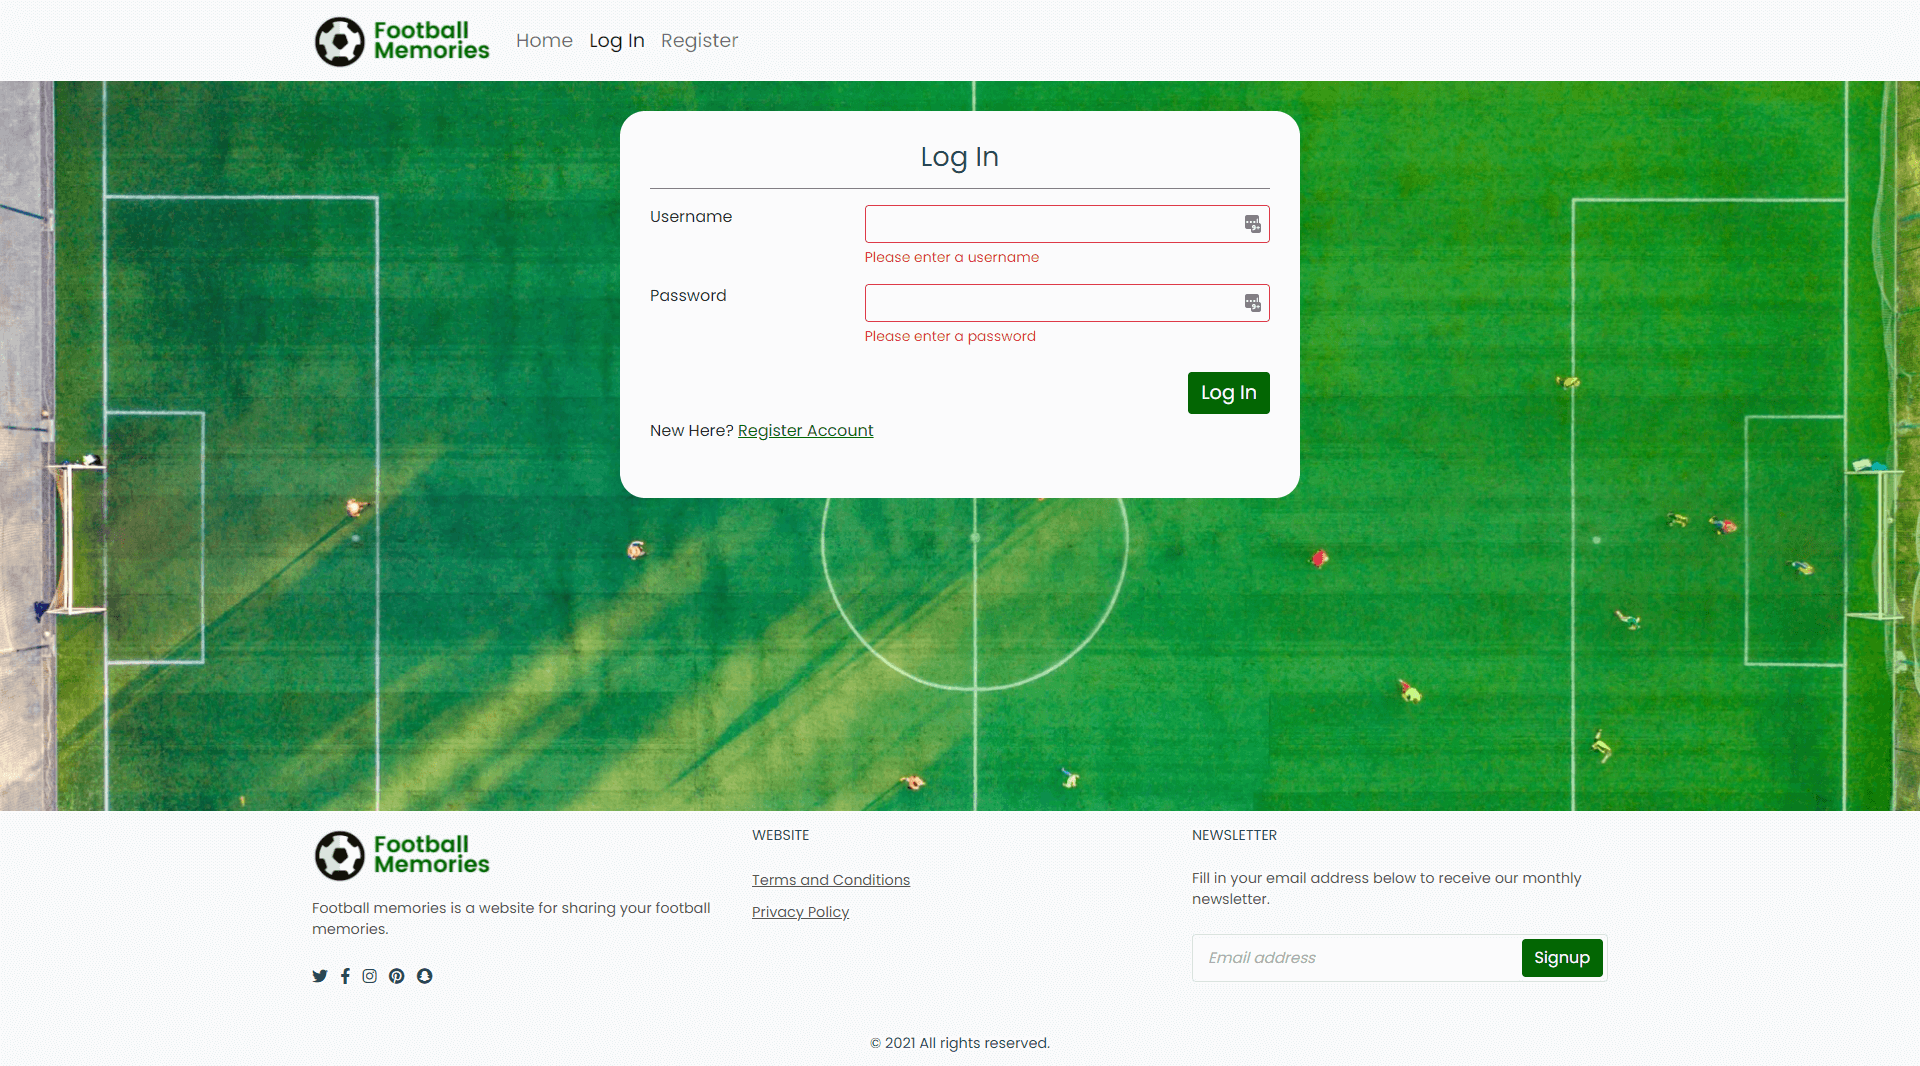 Football
Memories
Home Log In Register
Log In
Username
Please enter a username
Password
Please enter a password
Log In
New Here? Register Account
Football
Memories
Football memories is a website for sharing your football
memories.
WEBSITE
Terms and Conditions
Privacy Policy
NEWSLETTER
Fill in your email address below to receive our monthly
newsletter.
Email address
Signup
© 2021 All rights reserved.